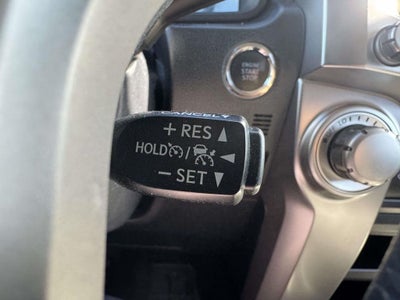 ENGINE
START
STOP
CANCEL
+ RES ▲
HOLD / ◀
− SET ▼